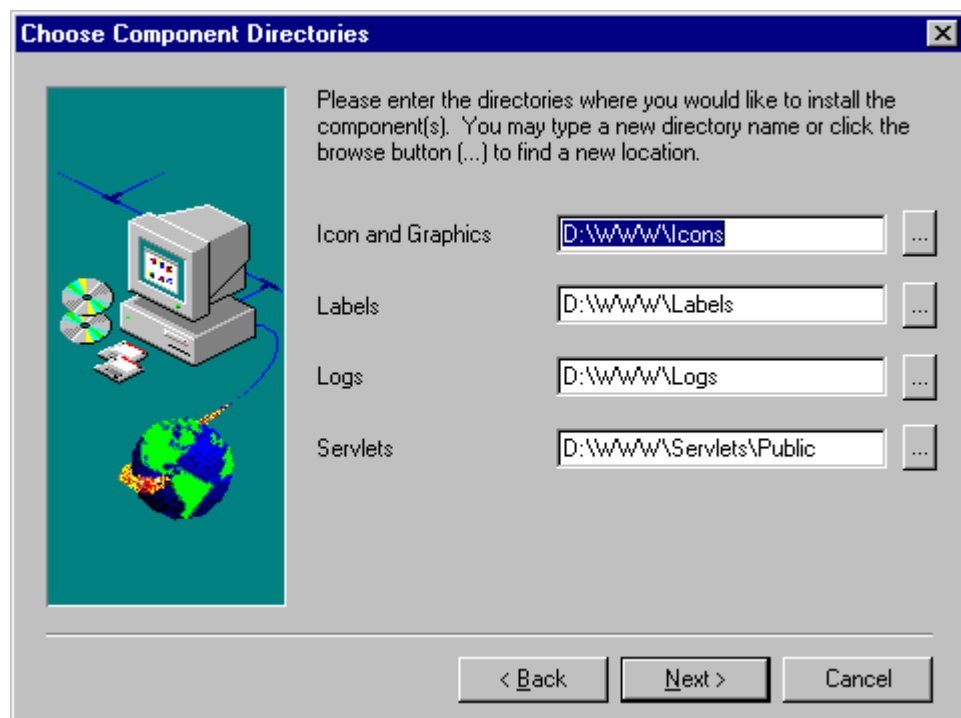 Choose Component Directories
Please enter the directories where you would like to install the
component(s).  You may type a new directory name or click the
browse button (...) to find a new location.
Icon and Graphics D:\WWW\Icons ...
Labels D:\WWW\Labels ...
Logs D:\WWW\Logs ...
Servlets D:\WWW\Servlets\Public ...
< Back Next > Cancel